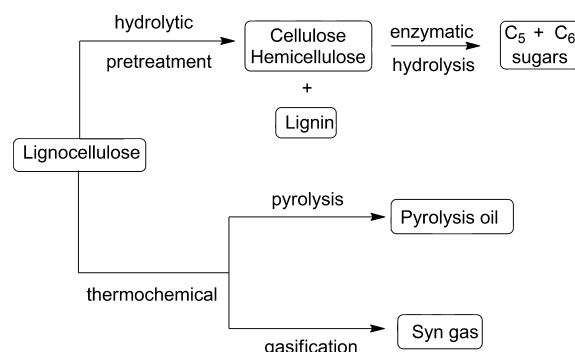 hydrolytic
pretreatment
Cellulose
Hemicellulose
+
Lignin
enzymatic
hydrolysis
C5 + C6
sugars
Lignocellulose
pyrolysis
Pyrolysis oil
thermochemical
Syn gas
gasification